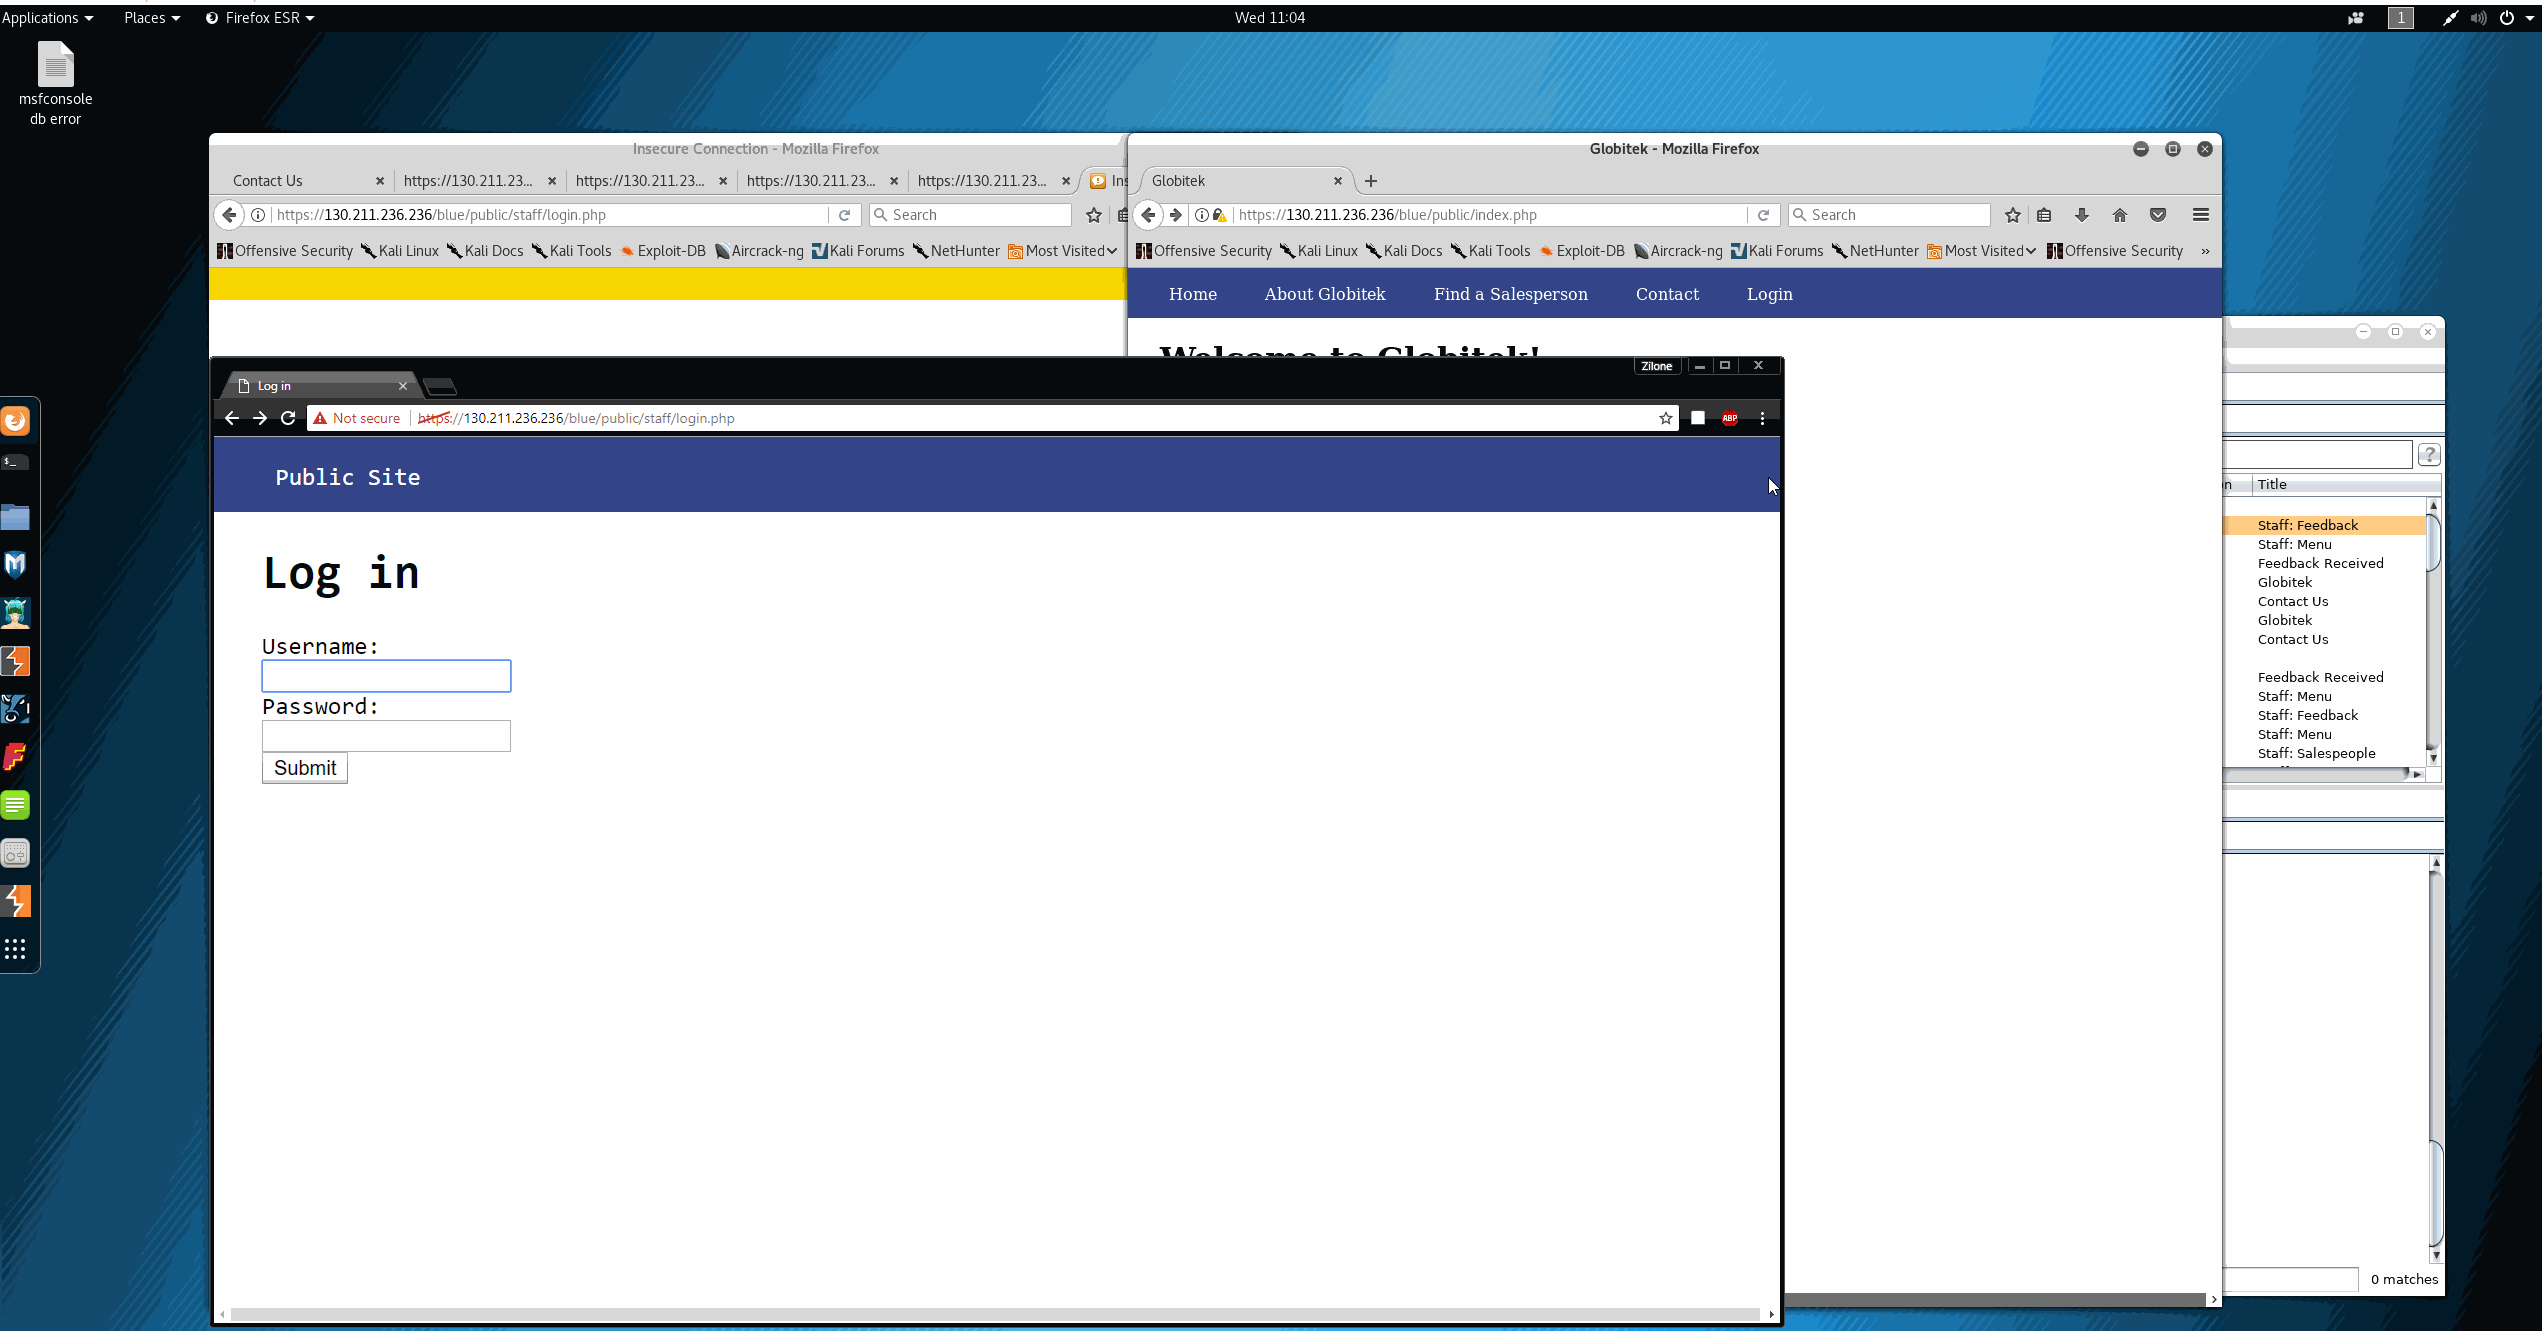 Applications Places Firefox ESR Wed 11:04 1
msfconsole
db error
Insecure Connection - Mozilla Firefox
Contact Us https://130.211.23... https://130.211.23... https://130.211.23... https://130.211.23... Ins
https://130.211.236.236/blue/public/staff/login.php Search
Offensive Security Kali Linux Kali Docs Kali Tools Exploit-DB Aircrack-ng Kali Forums NetHunter Most Visited
Globitek - Mozilla Firefox
Globitek
https://130.211.236.236/blue/public/index.php Search
Offensive Security Kali Linux Kali Docs Kali Tools Exploit-DB Aircrack-ng Kali Forums NetHunter Most Visited Offensive Security »
Home About Globitek Find a Salesperson Contact Login
Welcome to Globitek!
Zilone
Log in
Not secure https://130.211.236.236/blue/public/staff/login.php ABP
Public Site
Log in
Username:
Password:
Submit
?
n Title
Staff: Feedback
Staff: Menu
Feedback Received
Globitek
Contact Us
Globitek
Contact Us
Feedback Received
Staff: Menu
Staff: Feedback
Staff: Menu
Staff: Salespeople
0 matches